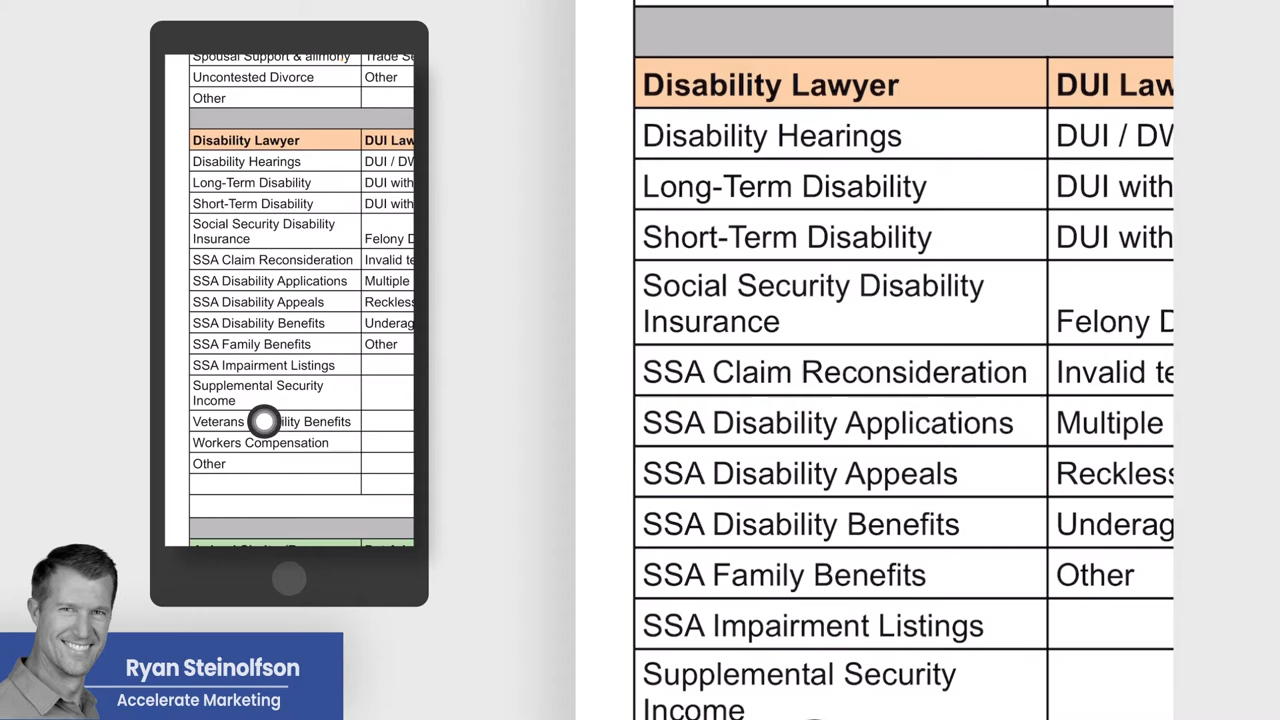 Spousal Support & alimony Trade Se
Uncontested Divorce Other
Other
Disability Lawyer DUI Law
Disability Hearings DUI / DW
Long-Term Disability DUI with
Short-Term Disability DUI with
Social Security Disability
Insurance Felony D
SSA Claim Reconsideration Invalid te
SSA Disability Applications Multiple
SSA Disability Appeals Reckless
SSA Disability Benefits Underag
SSA Family Benefits Other
SSA Impairment Listings
Supplemental Security
Income
Veterans ility Benefits
Workers Compensation
Other
Ryan Steinolfson
Accelerate Marketing
Disability Lawyer DUI Law
Disability Hearings DUI / DW
Long-Term Disability DUI with
Short-Term Disability DUI with
Social Security Disability
Insurance Felony D
SSA Claim Reconsideration Invalid te
SSA Disability Applications Multiple
SSA Disability Appeals Reckless
SSA Disability Benefits Underag
SSA Family Benefits Other
SSA Impairment Listings
Supplemental Security
Income